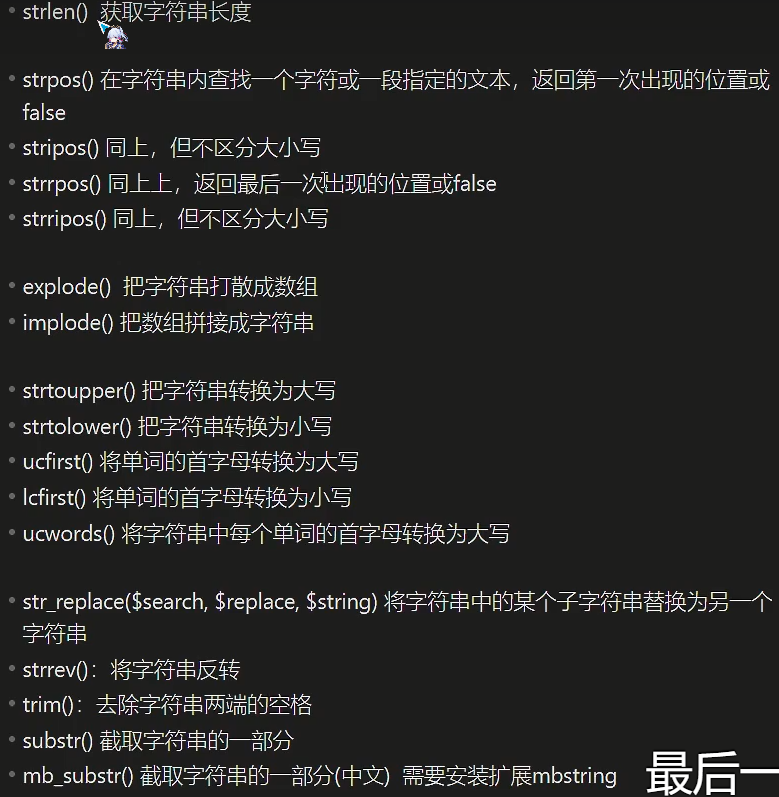 strlen() 获取字符串长度
strpos() 在字符串内查找一个字符或一段指定的文本，返回第一次出现的位置或
false
stripos() 同上，但不区分大小写
strrpos() 同上上，返回最后一次出现的位置或false
strripos() 同上，但不区分大小写
explode() 把字符串打散成数组
implode() 把数组拼接成字符串
strtoupper() 把字符串转换为大写
strtolower() 把字符串转换为小写
ucfirst() 将单词的首字母转换为大写
lcfirst() 将单词的首字母转换为小写
ucwords() 将字符串中每个单词的首字母转换为大写
str_replace($search, $replace, $string) 将字符串中的某个子字符串替换为另一个
字符串
strrev()：将字符串反转
trim()：去除字符串两端的空格
substr() 截取字符串的一部分
mb_substr() 截取字符串的一部分(中文) 需要安装扩展mbstring
最后一